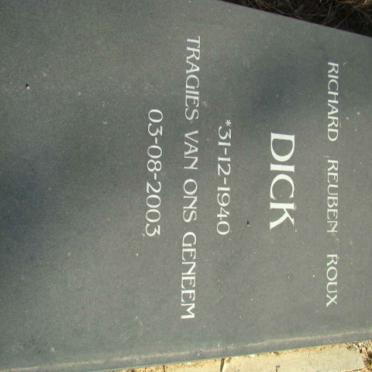 RICHARD REUBEN ROUX
DICK
*31-12-1940
TRAGIES VAN ONS GENEEM
03-08-2003